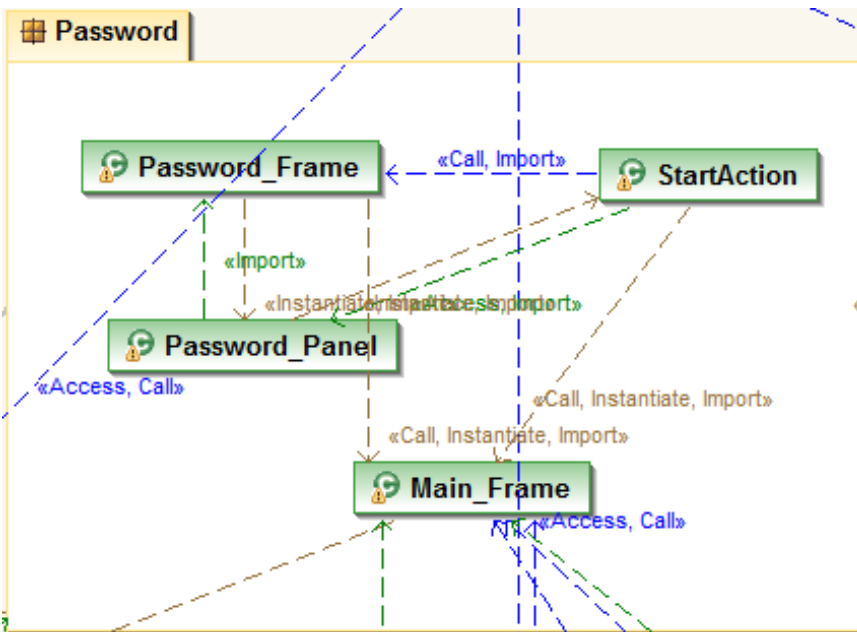 Password
Password_Frame
«Call, Import»
StartAction
«Import»
Password_Panel
«Access, Call»
«Call, Instantiate, Import»
«Call, Instantiate, Import»
Main_Frame
«Access, Call»